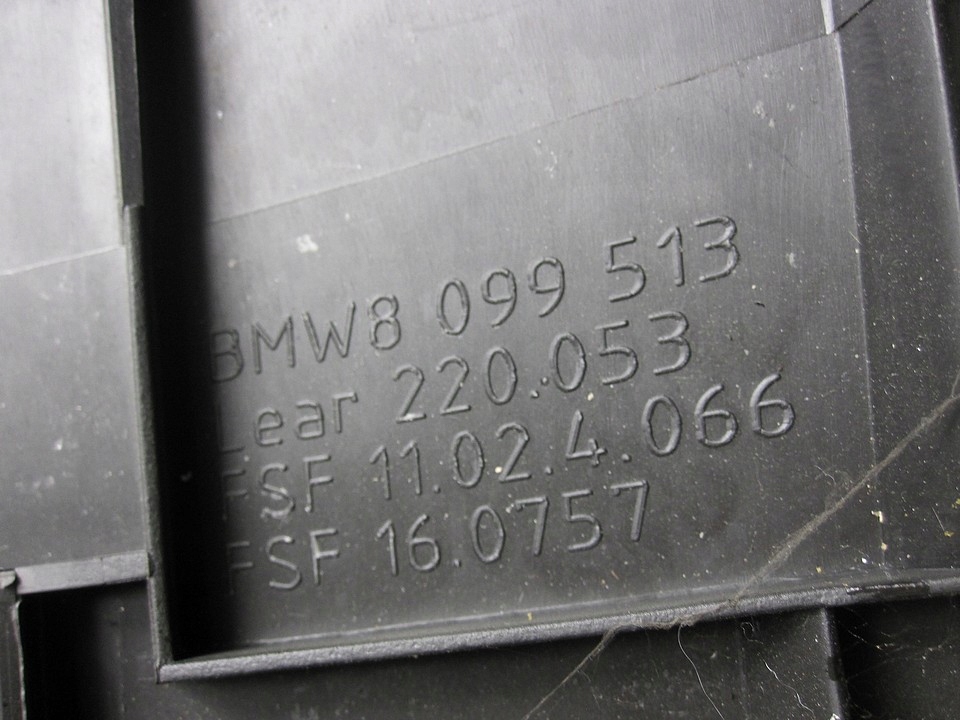 BMW8 099 513
Lear 220.053
FSF 11.02.4.066
FSF 16.0757